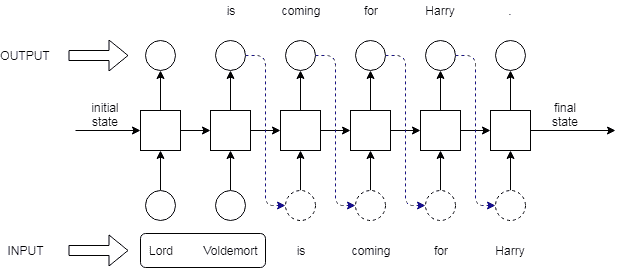 is coming for Harry .
OUTPUT
initial
state
final
state
INPUT Lord Voldemort is coming for Harry